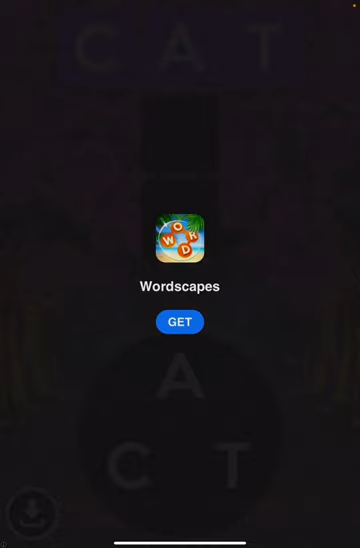 C A T
W O R D
Wordscapes
GET
A
C T